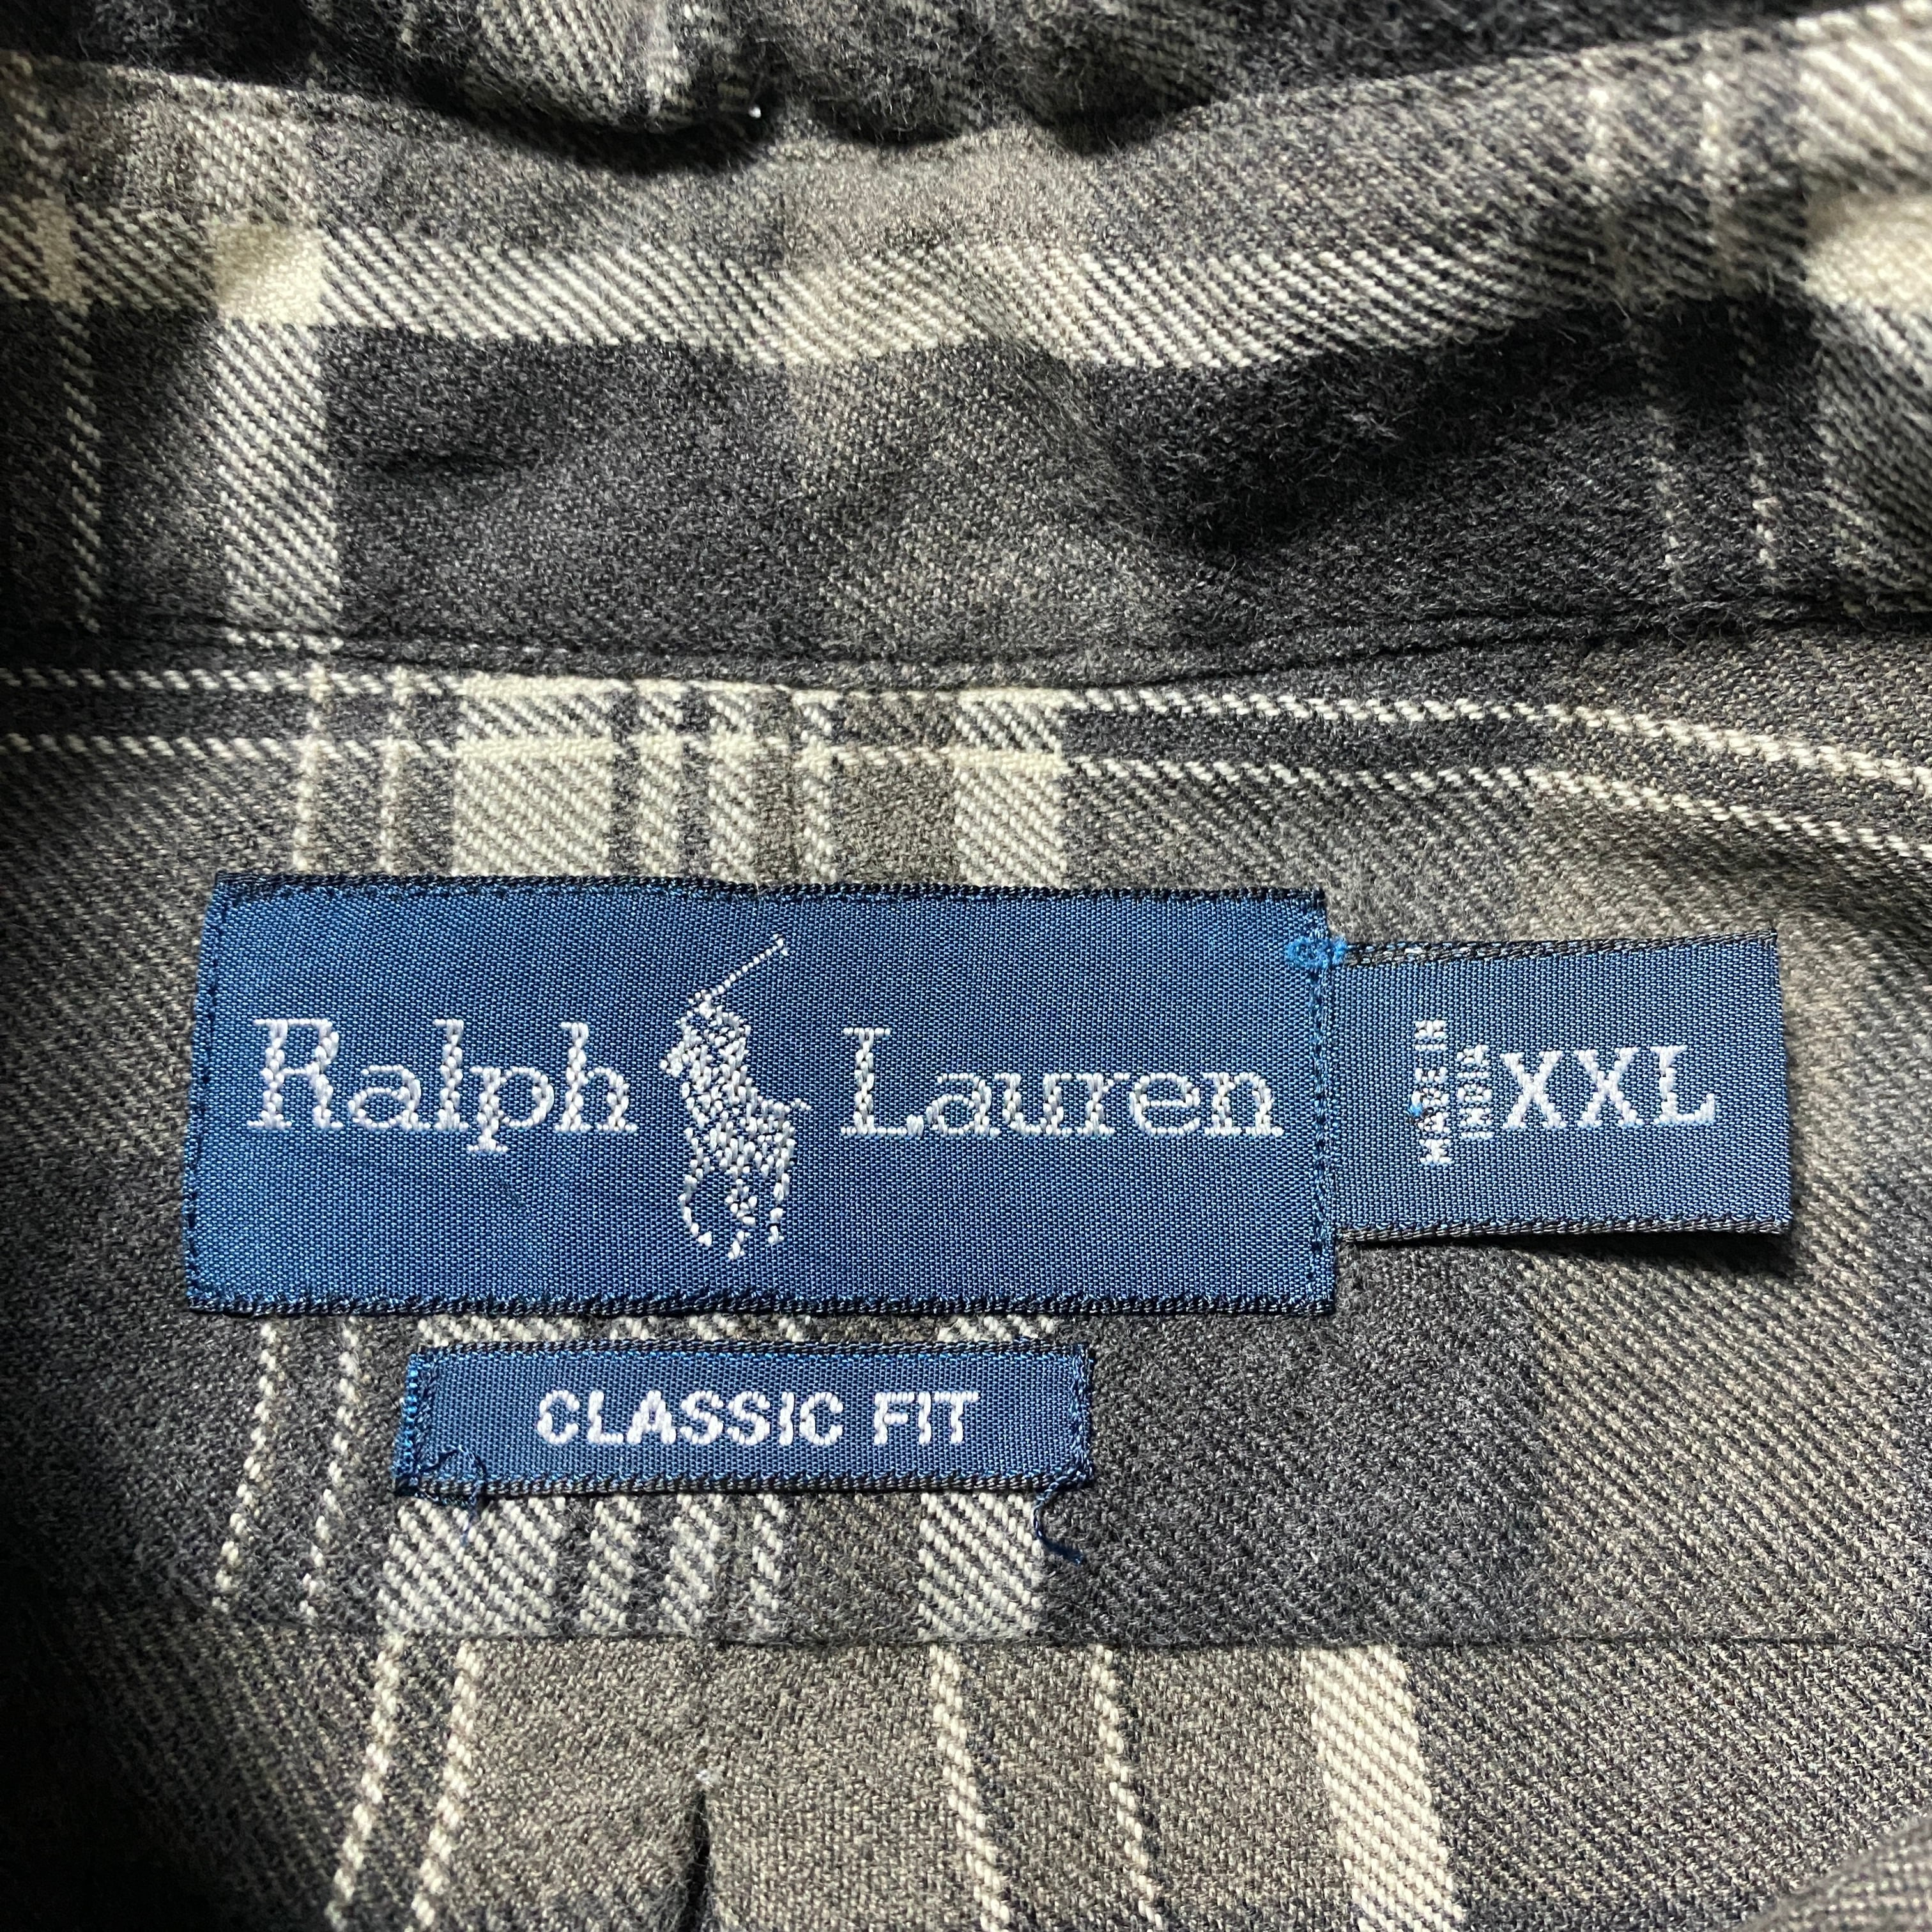 Ralph Lauren
MADE IN
INDIA
XXL
CLASSIC FIT